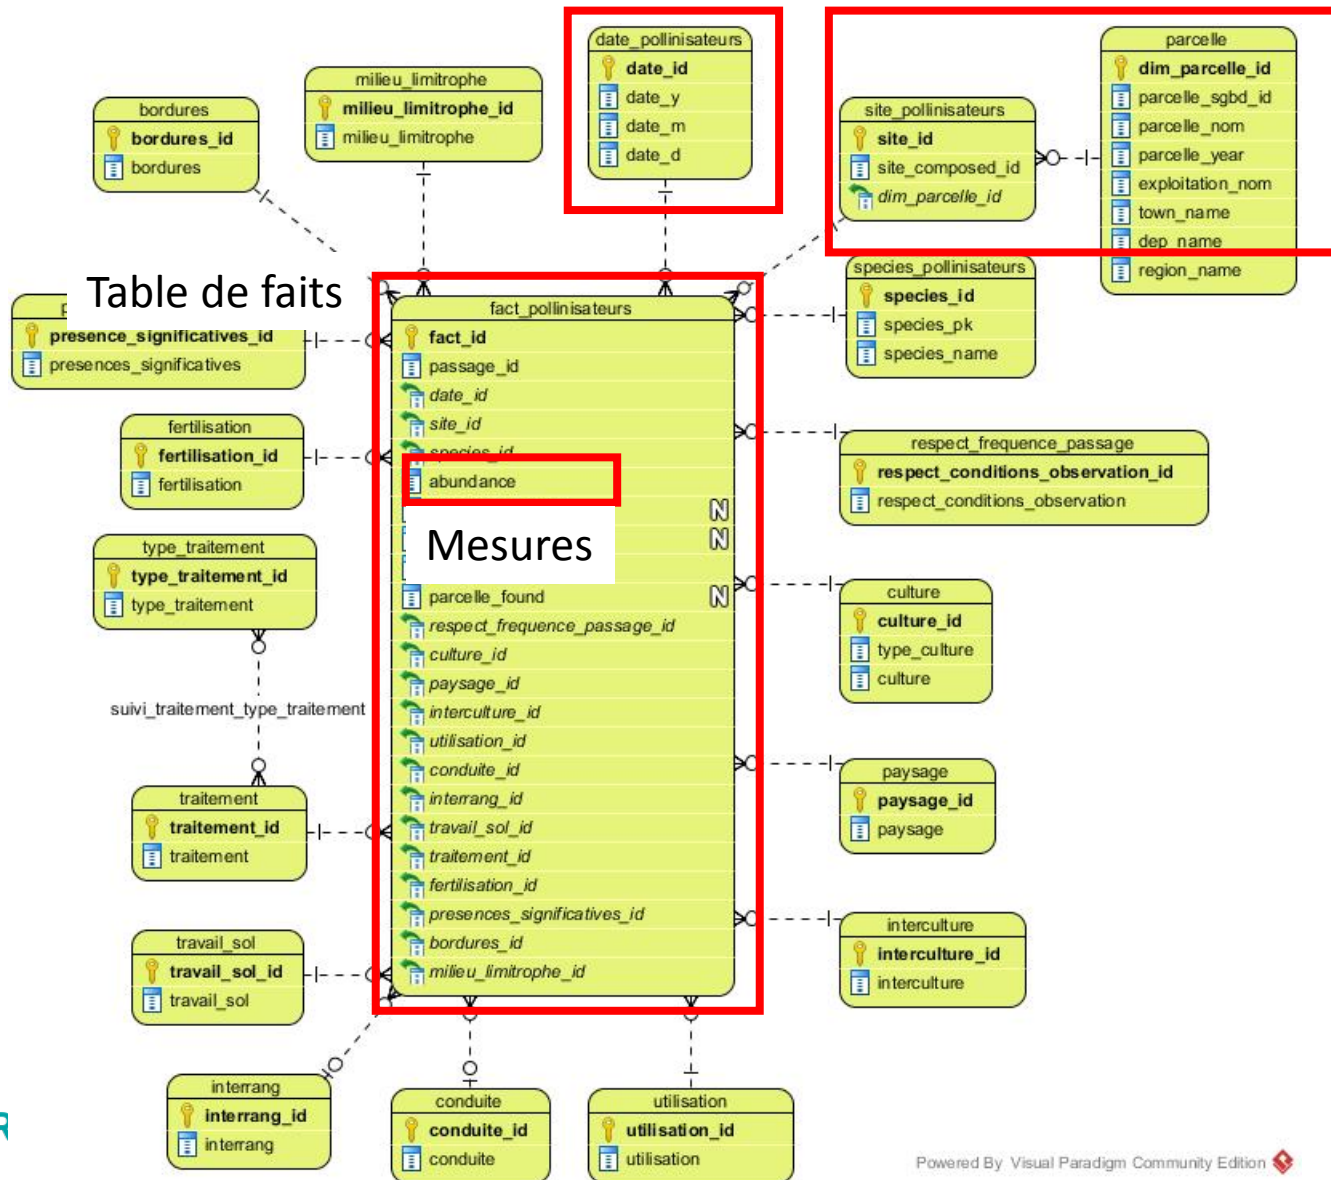 date_pollinisateurs
date_id
date_y
date_m
date_d
parcelle
dim_parcelle_id
parcelle_sgbd_id
parcelle_nom
parcelle_year
exploitation_nom
town_name
dep_name
region_name
milieu_limitrophe
milieu_limitrophe_id
milieu_limitrophe
bordures
bordures_id
bordures
site_pollinisateurs
site_id
site_composed_id
dim_parcelle_id
Table de faits
presence_significatives_id
presences_significatives
species_pollinisateurs
species_id
species_pk
species_name
fact_pollinisateurs
fact_id
passage_id
date_id
site_id
species_id
abundance
Mesures
N
N
parcelle_found
N
respect_frequence_passage_id
culture_id
paysage_id
interculture_id
utilisation_id
conduite_id
interrang_id
travail_sol_id
traitement_id
fertilisation_id
presences_significatives_id
bordures_id
milieu_limitrophe_id
fertilisation
fertilisation_id
fertilisation
respect_frequence_passage
respect_conditions_observation_id
respect_conditions_observation
type_traitement
type_traitement_id
type_traitement
culture
culture_id
type_culture
culture
suivi_traitement_type_traitement
paysage
paysage_id
paysage
traitement
traitement_id
traitement
interculture
interculture_id
interculture
travail_sol
travail_sol_id
travail_sol
interrang
interrang_id
interrang
conduite
conduite_id
conduite
utilisation
utilisation_id
utilisation
Powered By Visual Paradigm Community Edition